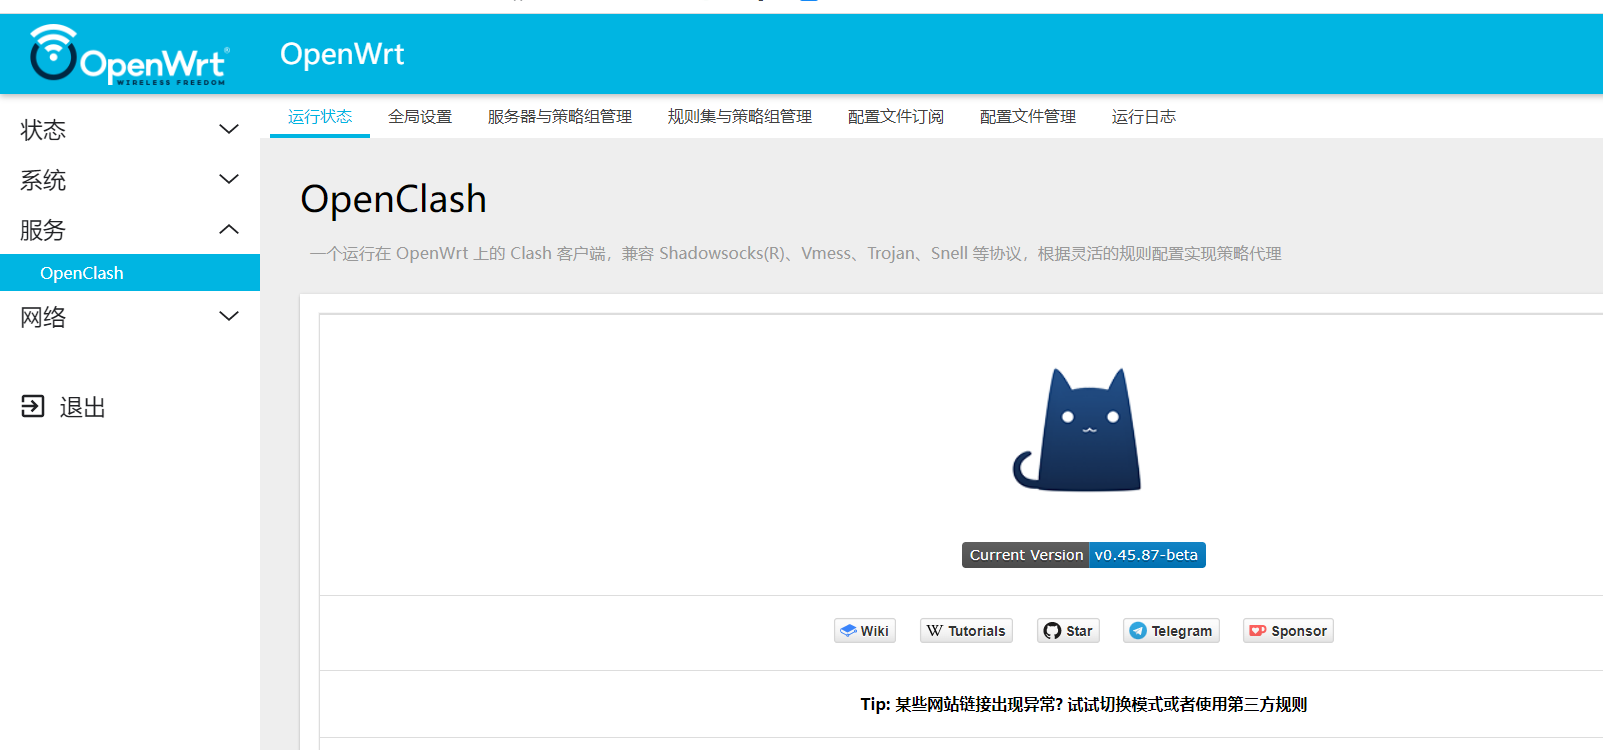 OpenWrt®
WIRELESS FREEDOM
OpenWrt
状态
系统
服务
OpenClash
网络
退出
运行状态 全局设置 服务器与策略组管理 规则集与策略组管理 配置文件订阅 配置文件管理 运行日志
OpenClash
一个运行在 OpenWrt 上的 Clash 客户端，兼容 Shadowsocks(R)、Vmess、Trojan、Snell 等协议，根据灵活的规则配置实现策略代理
Current Version v0.45.87-beta
Wiki W Tutorials Star Telegram Sponsor
Tip: 某些网站链接出现异常? 试试切换模式或者使用第三方规则